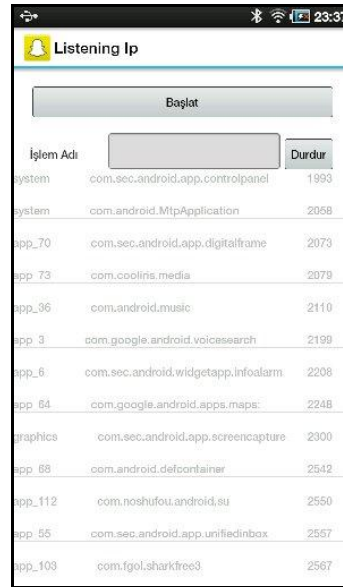 23:37
Listening Ip
Başlat
İşlem Adı Durdur
system com.sec.android.app.controlpanel 1993
system com.android.MtpApplication 2058
app_70 com.sec.android.app.digitalframe 2073
app_73 com.cooliris.media 2079
app_36 com.android.music 2110
app_3 com.google.android.voicesearch 2199
app_6 com.sec.android.widgetapp.infoalarm 2208
app_64 com.google.android.apps.maps: 2248
graphics com.sec.android.app.screencapture 2300
app_68 com.android.defcontainer 2542
app_112 com.noshufou.android.su 2550
app_55 com.sec.android.app.unifiedinbox 2557
app_103 com.fgol.sharkfree3 2567